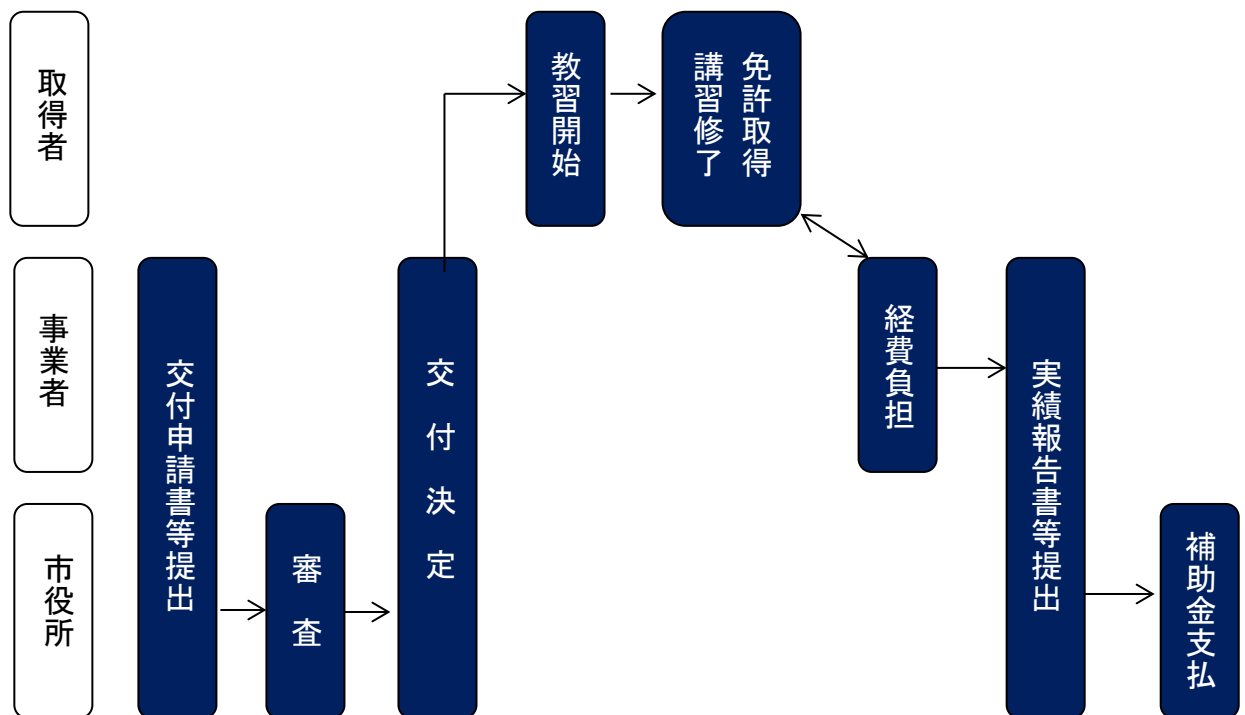 取得者
事業者
市役所
交付申請書等提出
審査
交付決定
教習開始
免許取得
講習修了
経費負担
実績報告書等提出
補助金支払